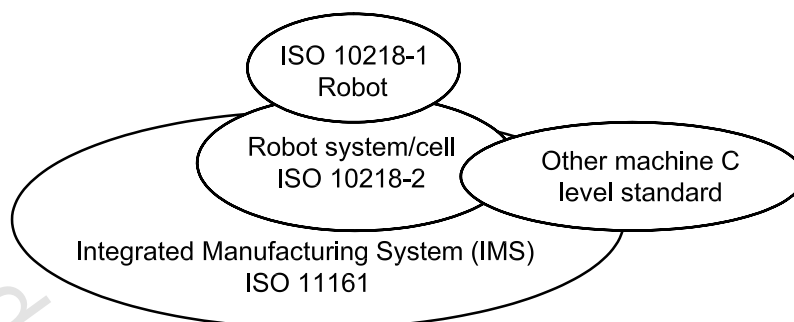 ISO 10218-1
Robot
Robot system/cell
ISO 10218-2
Other machine C
level standard
Integrated Manufacturing System (IMS)
ISO 11161